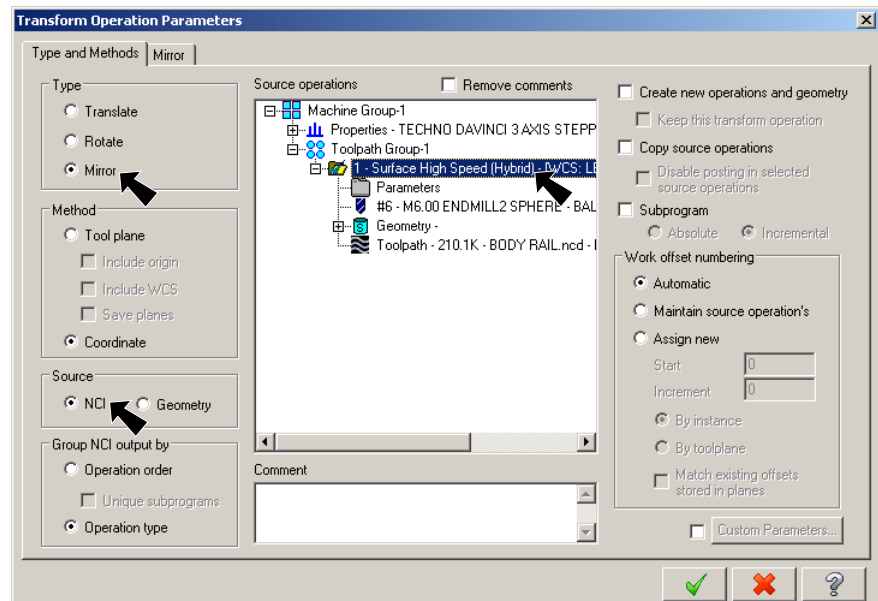 Transform Operation Parameters
Type and Methods
Mirror
Type
Translate
Rotate
Mirror
Method
Tool plane
Include origin
Include WCS
Save planes
Coordinate
Source
NCI
Geometry
Group NCI output by
Operation order
Unique subprograms
Operation type
Source operations
Remove comments
Machine Group-1
Properties - TECHNO DAVINCI 3 AXIS STEPP
Toolpath Group-1
1 - Surface High Speed (Hybrid) - [WCS: LE
Parameters
#6 - M6.00 ENDMILL2 SPHERE - BAL
Geometry -
Toolpath - 210.1K - BODY RAIL.ncd -
Comment
Create new operations and geometry
Keep this transform operation
Copy source operations
Disable posting in selected
source operations
Subprogram
Absolute
Incremental
Work offset numbering
Automatic
Maintain source operation's
Assign new
Start
0
Increment
0
By instance
By toolplane
Match existing offsets
stored in planes
Custom Parameters...